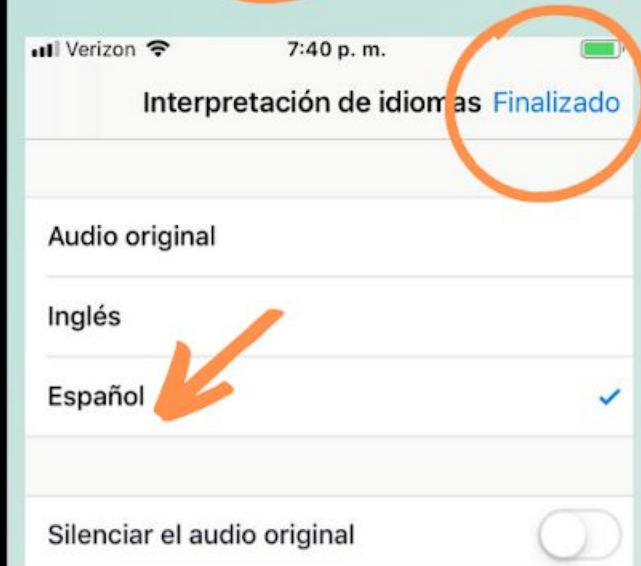 Verizon 7:40 p. m.
Interpretación de idiomas Finalizado
Audio original
Inglés
Español
Silenciar el audio original